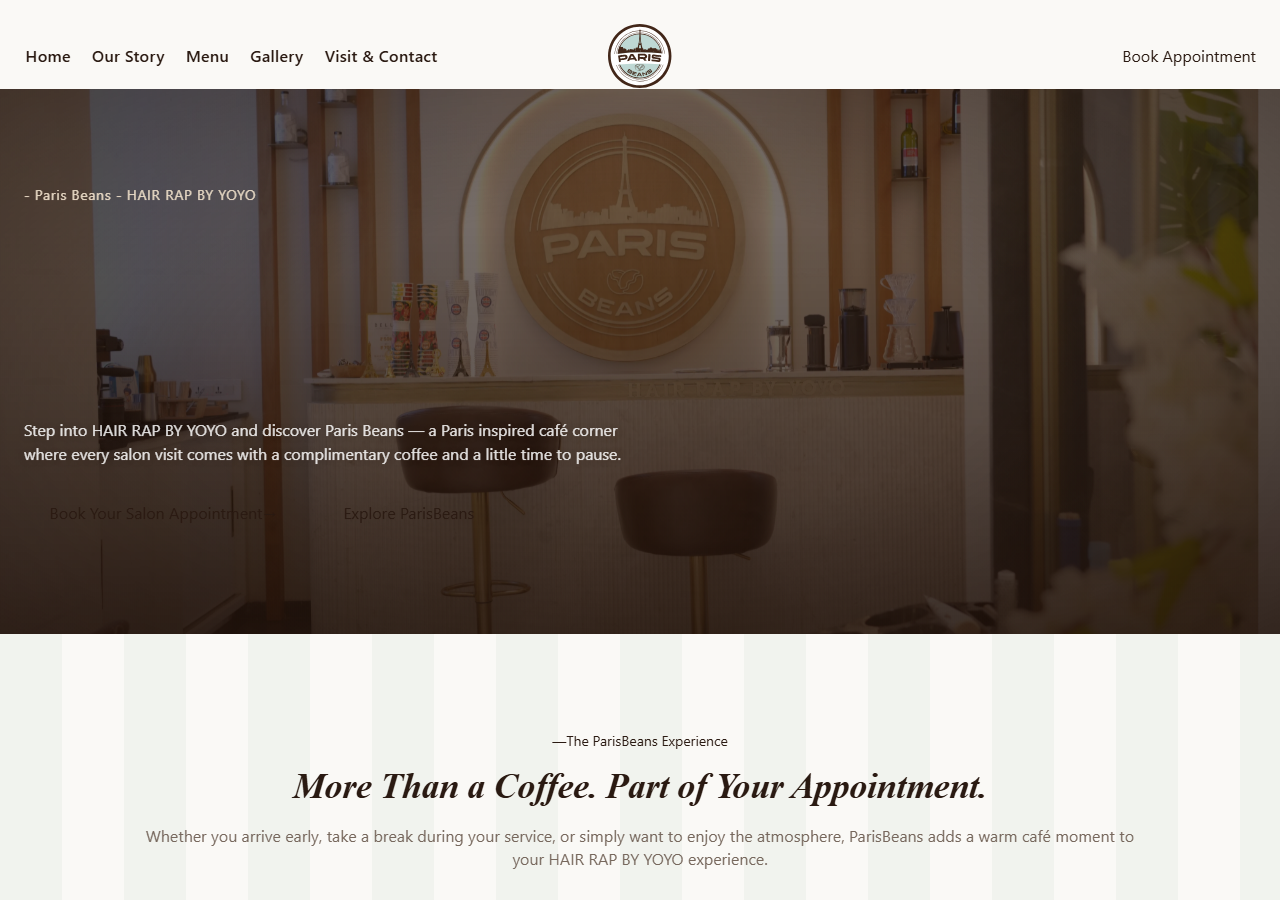 Home Our Story Menu Gallery Visit & Contact
PARIS
BEANS
Book Appointment
PARIS
BEANS
- Paris Beans - HAIR RAP BY YOYO
HAIR RAP BY YOYO
Step into HAIR RAP BY YOYO and discover Paris Beans — a Paris inspired café corner
where every salon visit comes with a complimentary coffee and a little time to pause.
Book Your Salon Appointment
Explore ParisBeans
—The ParisBeans Experience
More Than a Coffee. Part of Your Appointment.
Whether you arrive early, take a break during your service, or simply want to enjoy the atmosphere, ParisBeans adds a warm café moment to
your HAIR RAP BY YOYO experience.